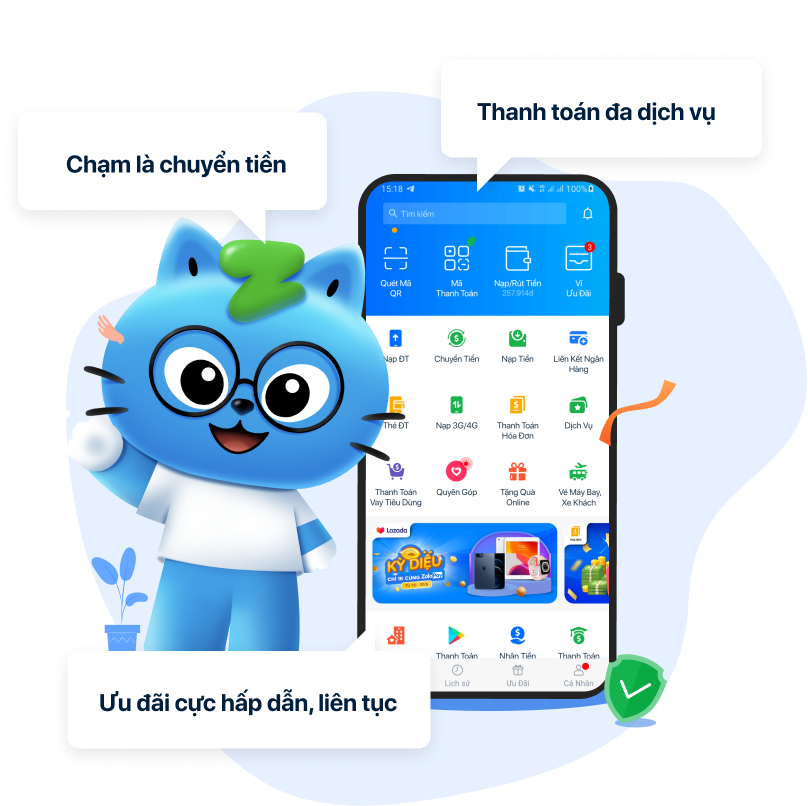 Thanh toán đa dịch vụ
Chạm là chuyển tiền
15:18
100%
Tìm kiếm
Quét Mã
QR
Mã
Thanh Toán
Nạp/Rút Tiền
257.914đ
3
Ví
Ưu Đãi
Nạp ĐT
Chuyển Tiền
Nạp Tiền
Liên Kết Ngân
Hàng
Thẻ ĐT
Nạp 3G/4G
Thanh Toán
Hóa Đơn
Dịch Vụ
Thanh Toán
Vay Tiêu Dùng
Quyên Góp
Tặng Quà
Online
Vé Máy Bay,
Xe Khách
Lazada
KỲ DIỆU
CHỈ 1K CÙNG ZaloPay
Thanh Toán
Nhận Tiền
Thanh Toán
Lịch sử
Ưu Đãi
Cá Nhân
Ưu đãi cực hấp dẫn, liên tục